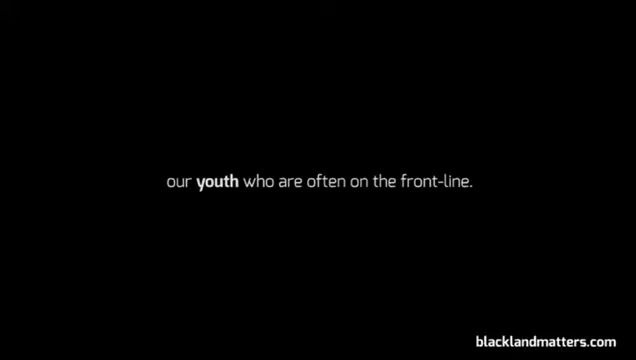 our youth who are often on the front-line.
blacklandmatters.com